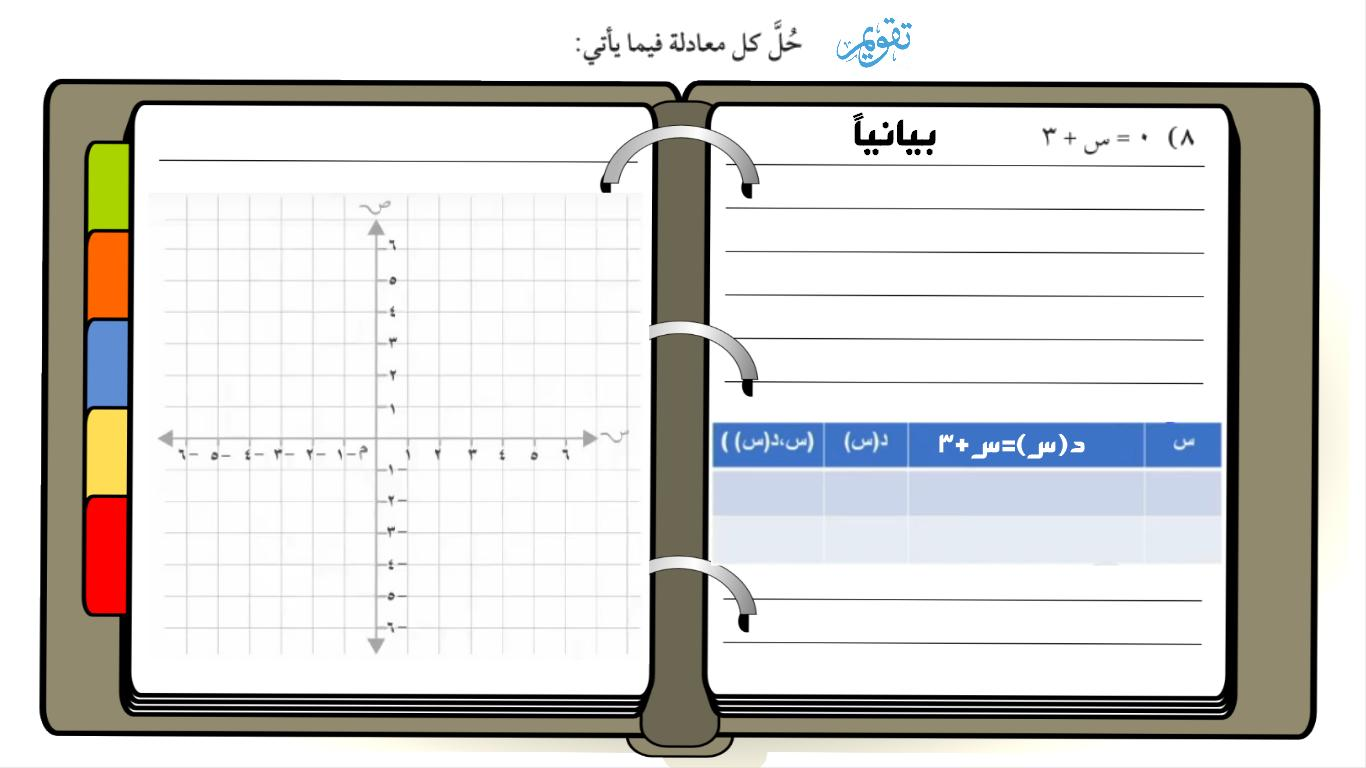 تقويم حُلَّ كل معادلة فيما يأتي:
٨) ٠ = س + ٣ بيانياً
س د(س)=س+٣ د(س) (س،د(س))
ص
٦
٥
٤
٣
٢
١
س
-٦ -٥ -٤ -٣ -٢ -١ م ١ ٢ ٣ ٤ ٥ ٦
-١
-٢
-٣
-٤
-٥
-٦